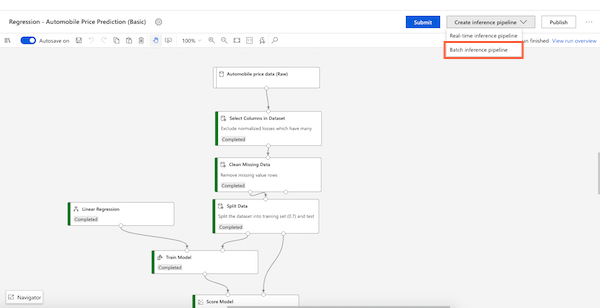 Regression - Automobile Price Prediction (Basic)
Submit
Create inference pipeline
Publish
Real-time inference pipeline
Batch inference pipeline
Autosave on
100%
n finished
View run overview
Automobile price data (Raw)
Select Columns in Dataset
Exclude normalized losses which have many
Completed
Clean Missing Data
Remove missing value rows
Completed
Linear Regression
Completed
Split Data
Split the dataset into training set (0.7) and test
Completed
Train Model
Completed
Score Model
Navigator